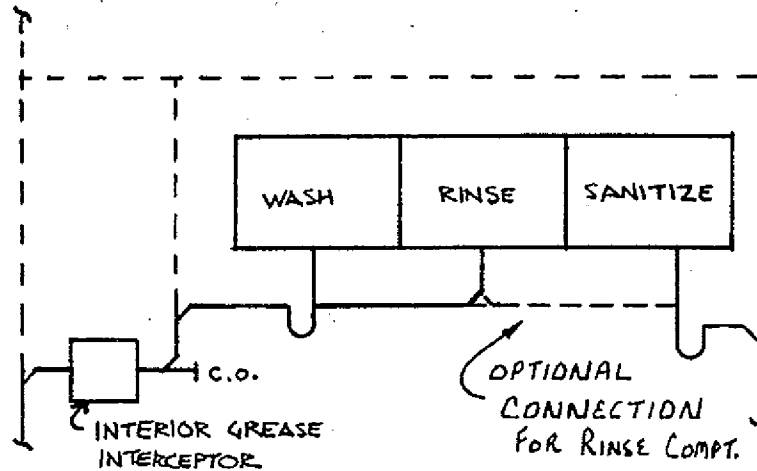 WASH
RINSE
SANITIZE
C.O.
OPTIONAL
CONNECTION
FOR RINSE COMPT.
INTERIOR GREASE
INTERCEPTOR